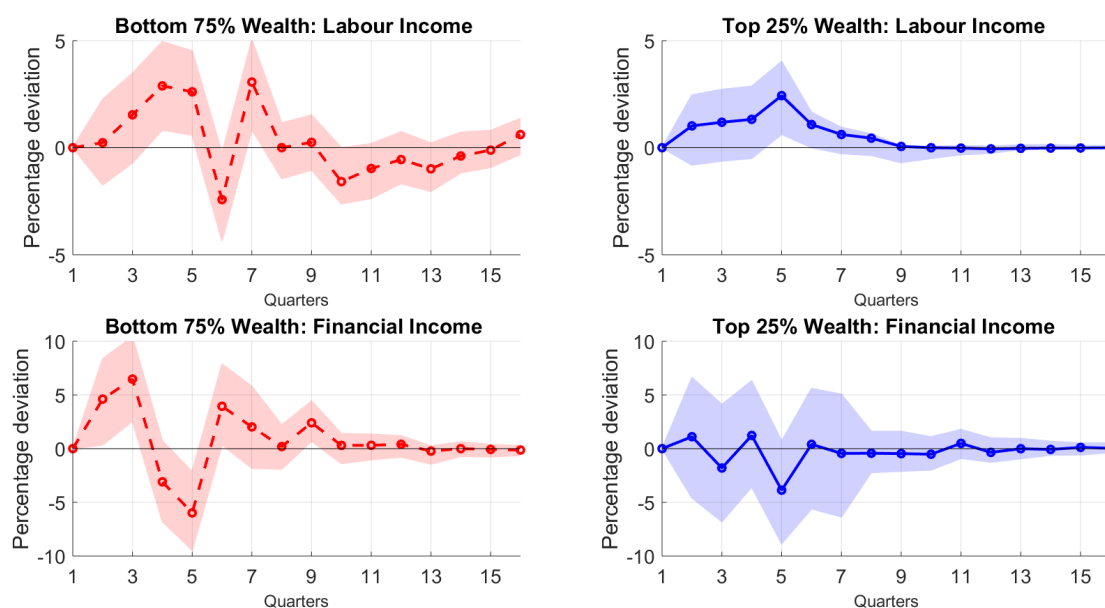 Bottom 75% Wealth: Labour Income
Percentage deviation
5
0
-5
1 3 5 7 9 11 13 15
Quarters
Top 25% Wealth: Labour Income
Percentage deviation
5
0
-5
1 3 5 7 9 11 13 15
Quarters
Bottom 75% Wealth: Financial Income
Percentage deviation
10
5
0
-5
-10
1 3 5 7 9 11 13 15
Quarters
Top 25% Wealth: Financial Income
Percentage deviation
10
5
0
-5
-10
1 3 5 7 9 11 13 15
Quarters